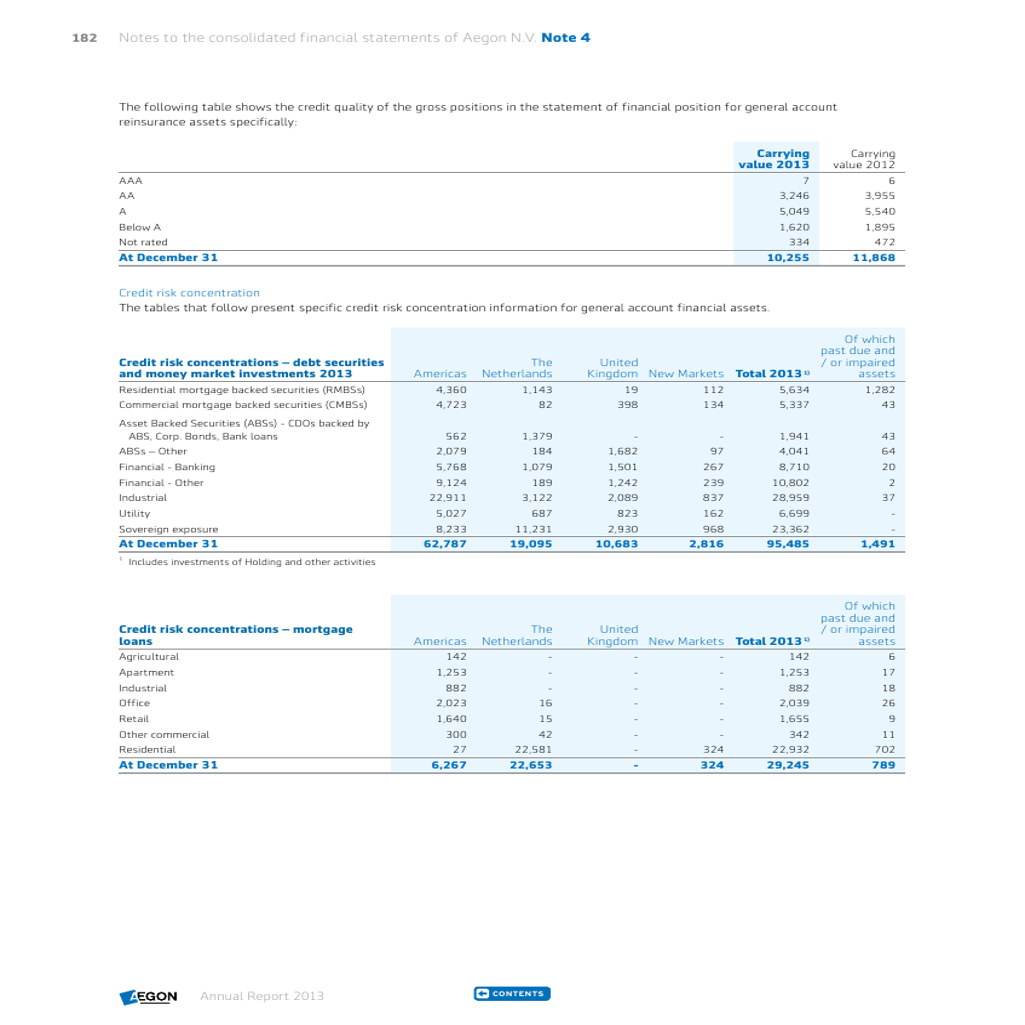 182 Notes to the consolidated financial statements of Aegon N.V. Note 4
The following table shows the credit quality of the gross positions in the statement of financial position for general account
reinsurance assets specifically:
Carrying Carrying
value 2013 value 2012
AAA 7 6
AA 3,246 3,955
A 5,049 5,540
Below A 1,620 1,895
Not rated 334 472
At December 31 10,255 11,868
Credit risk concentration
The tables that follow present specific credit risk concentration information for general account financial assets.
Of which
past due and
Credit risk concentrations – debt securities The United / or impaired
and money market investments 2013 Americas Netherlands Kingdom New Markets Total 2013 1) assets
Residential mortgage backed securities (RMBSs) 4,360 1,143 19 112 5,634 1,282
Commercial mortgage backed securities (CMBSs) 4,723 82 398 134 5,337 43
Asset Backed Securities (ABSs) - CDOs backed by
ABS, Corp. Bonds, Bank loans 562 1,379 - - 1,941 43
ABSs – Other 2,079 184 1,682 97 4,041 64
Financial - Banking 5,768 1,079 1,501 267 8,710 20
Financial - Other 9,124 189 1,242 239 10,802 2
Industrial 22,911 3,122 2,089 837 28,959 37
Utility 5,027 687 823 162 6,699 -
Sovereign exposure 8,233 11,231 2,930 968 23,362 -
At December 31 62,787 19,095 10,683 2,816 95,485 1,491
1 Includes investments of Holding and other activities
Of which
past due and
Credit risk concentrations – mortgage The United / or impaired
loans Americas Netherlands Kingdom New Markets Total 2013 1) assets
Agricultural 142 - - - 142 6
Apartment 1,253 - - - 1,253 17
Industrial 882 - - - 882 18
Office 2,023 16 - - 2,039 26
Retail 1,640 15 - - 1,655 9
Other commercial 300 42 - - 342 11
Residential 27 22,581 - 324 22,932 702
At December 31 6,267 22,653 - 324 29,245 789
AEGON Annual Report 2013 CONTENTS